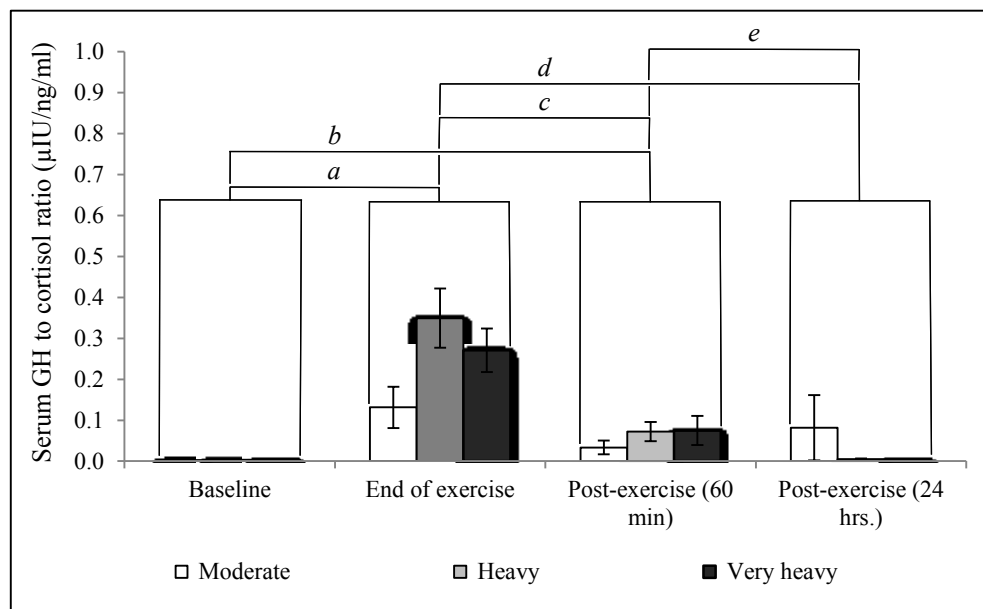 Serum GH to cortisol ratio (µIU/ng/ml)
1.0
0.9
0.8
0.7
0.6
0.5
0.4
0.3
0.2
0.1
0.0
e
d
c
b
a
Baseline
End of exercise
Post-exercise (60
min)
Post-exercise (24
hrs.)
Moderate
Heavy
Very heavy